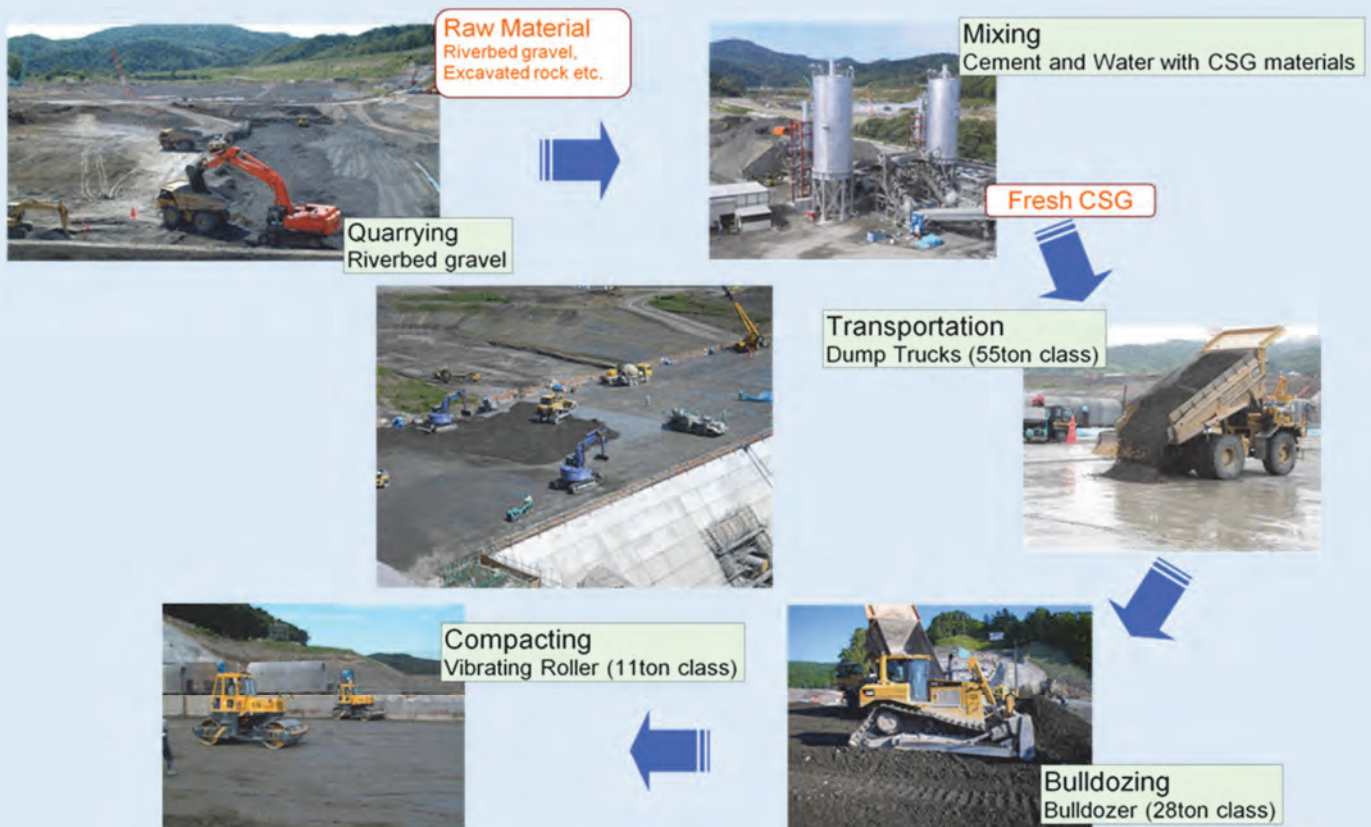 Raw Material
Riverbed gravel,
Excavated rock etc.
Quarrying
Riverbed gravel
Mixing
Cement and Water with CSG materials
Fresh CSG
Transportation
Dump Trucks (55ton class)
Bulldozing
Bulldozer (28ton class)
Compacting
Vibrating Roller (11ton class)